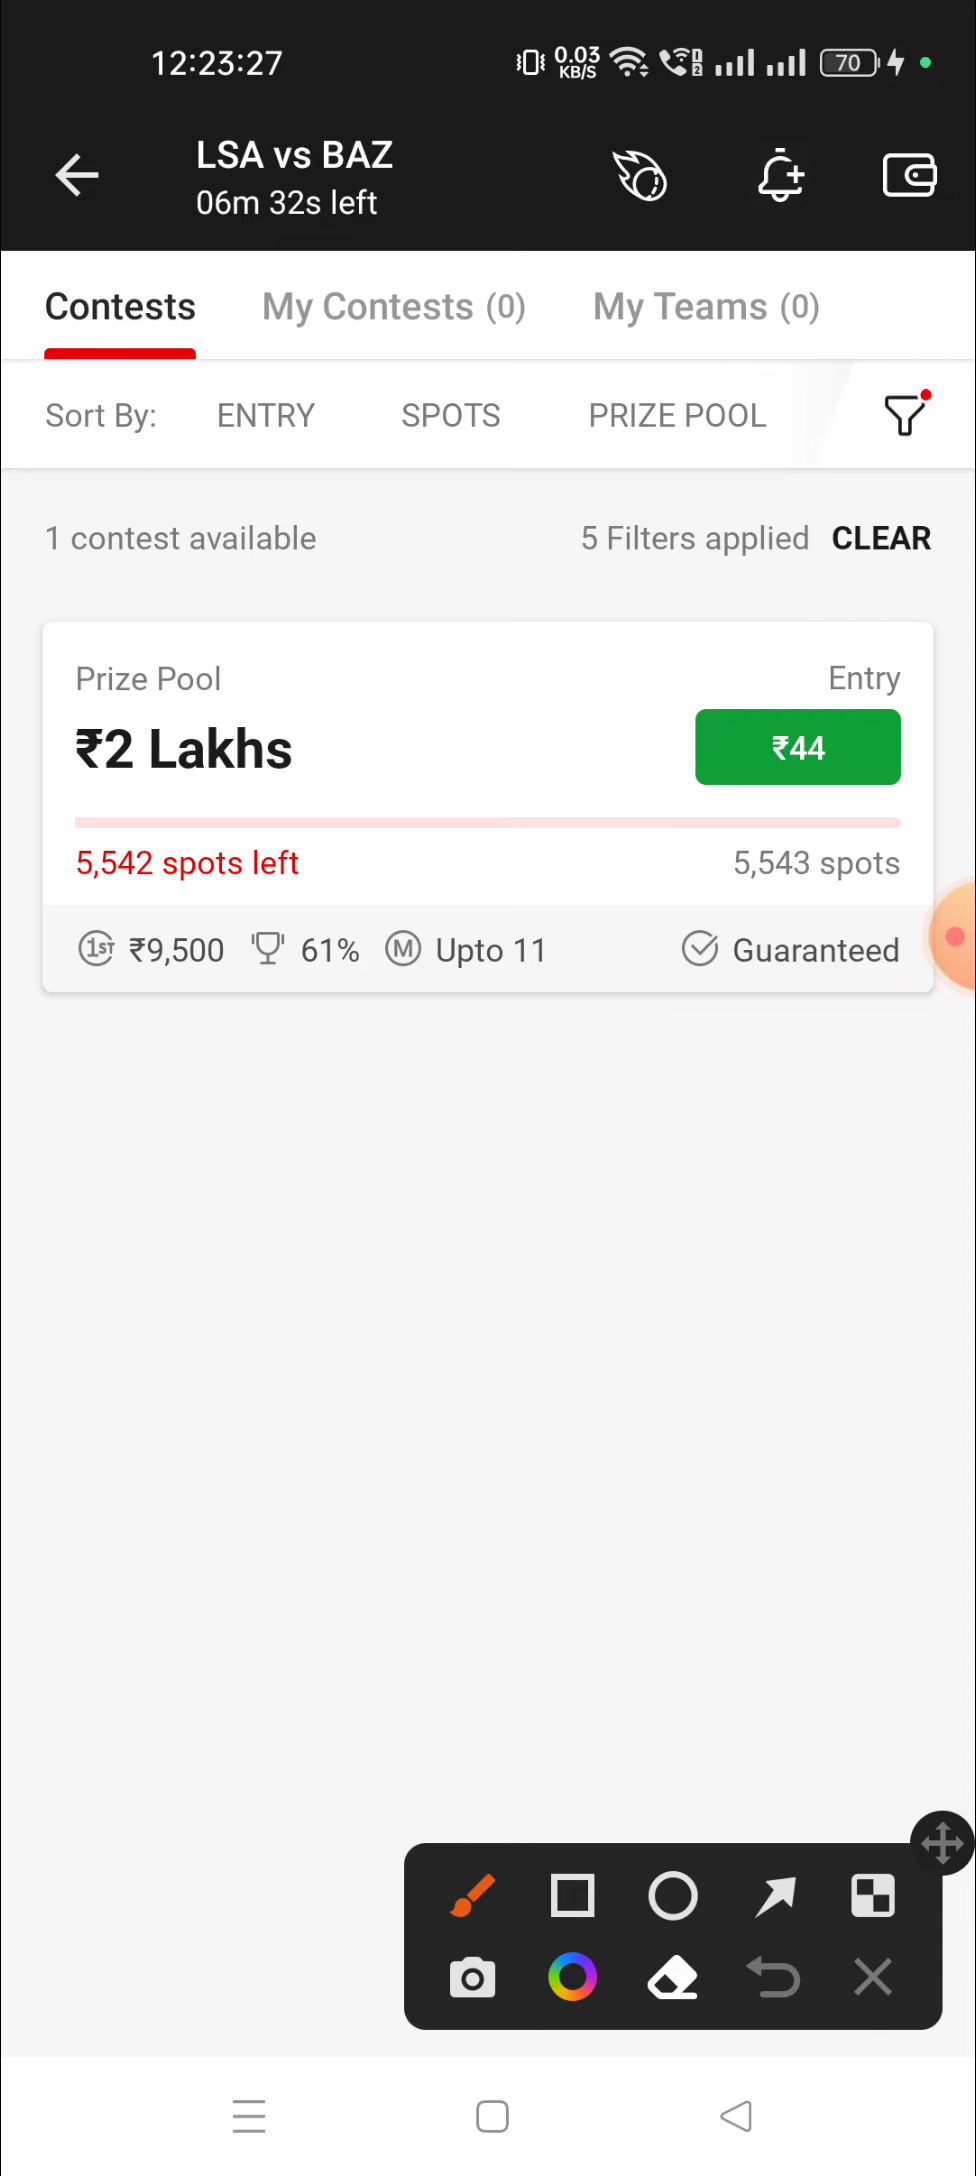 12:23:27
0.03
KB/S
1
2
70
LSA vs BAZ
06m 32s left
Contests
My Contests (0)
My Teams (0)
Sort By:
ENTRY
SPOTS
PRIZE POOL
1 contest available
5 Filters applied CLEAR
Prize Pool
Entry
₹2 Lakhs
₹44
5,542 spots left
5,543 spots
1ST ₹9,500
61%
M Upto 11
Guaranteed